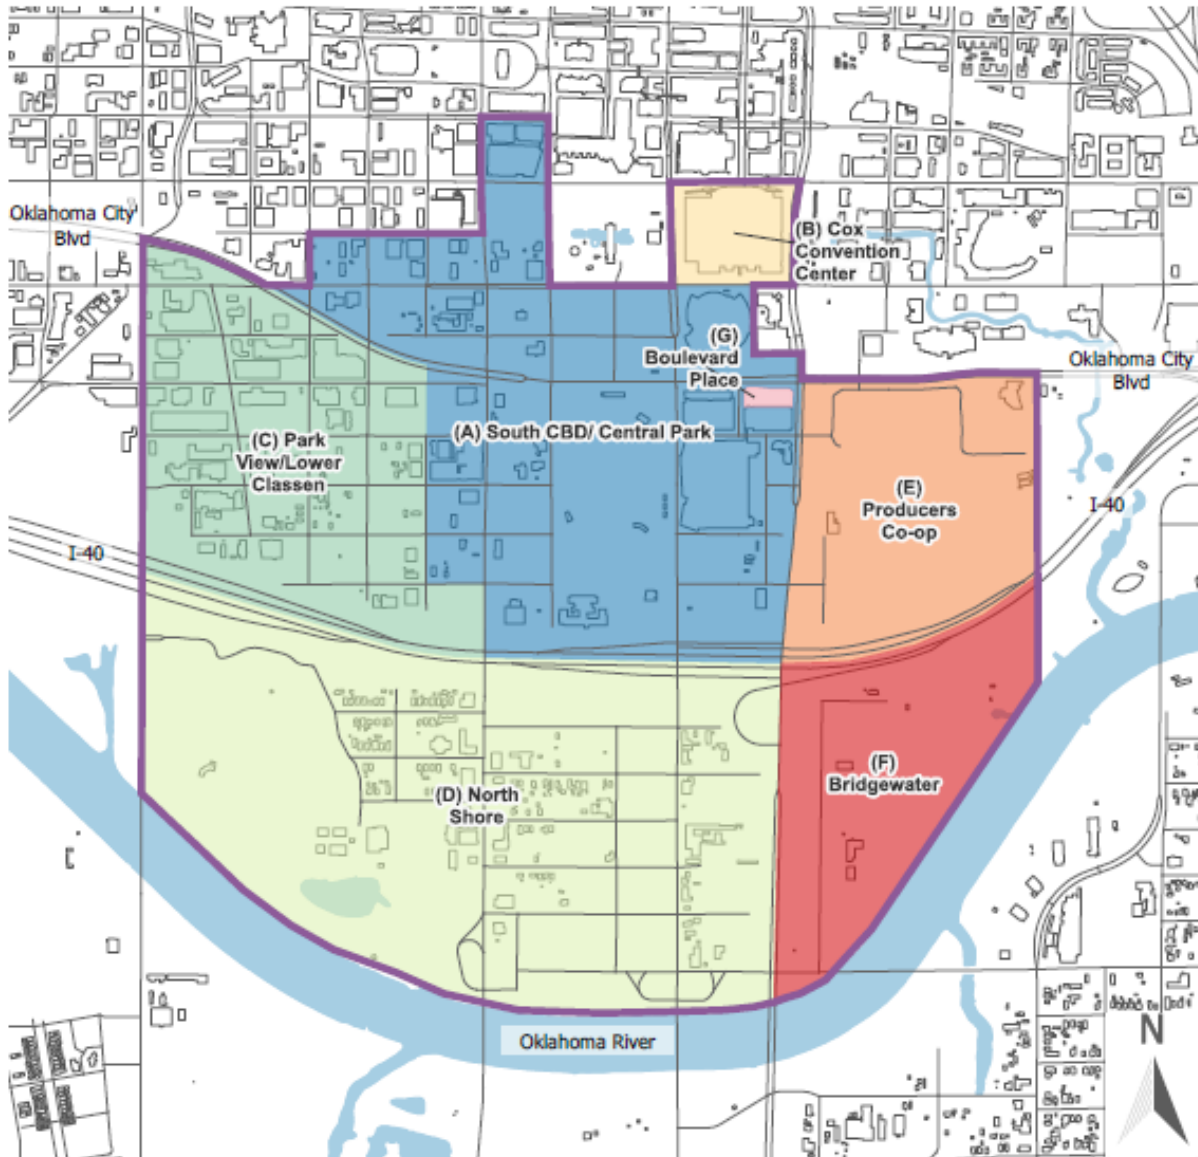 Oklahoma City
Blvd
(B) Cox
Convention
Center
(G)
Boulevard
Place
Oklahoma City
Blvd
(C) Park
View/Lower
Classen
(A) South CBD/ Central Park
(E)
Producers
Co-op
I-40
I-40
(D) North
Shore
(F)
Bridgewater
Oklahoma River
N